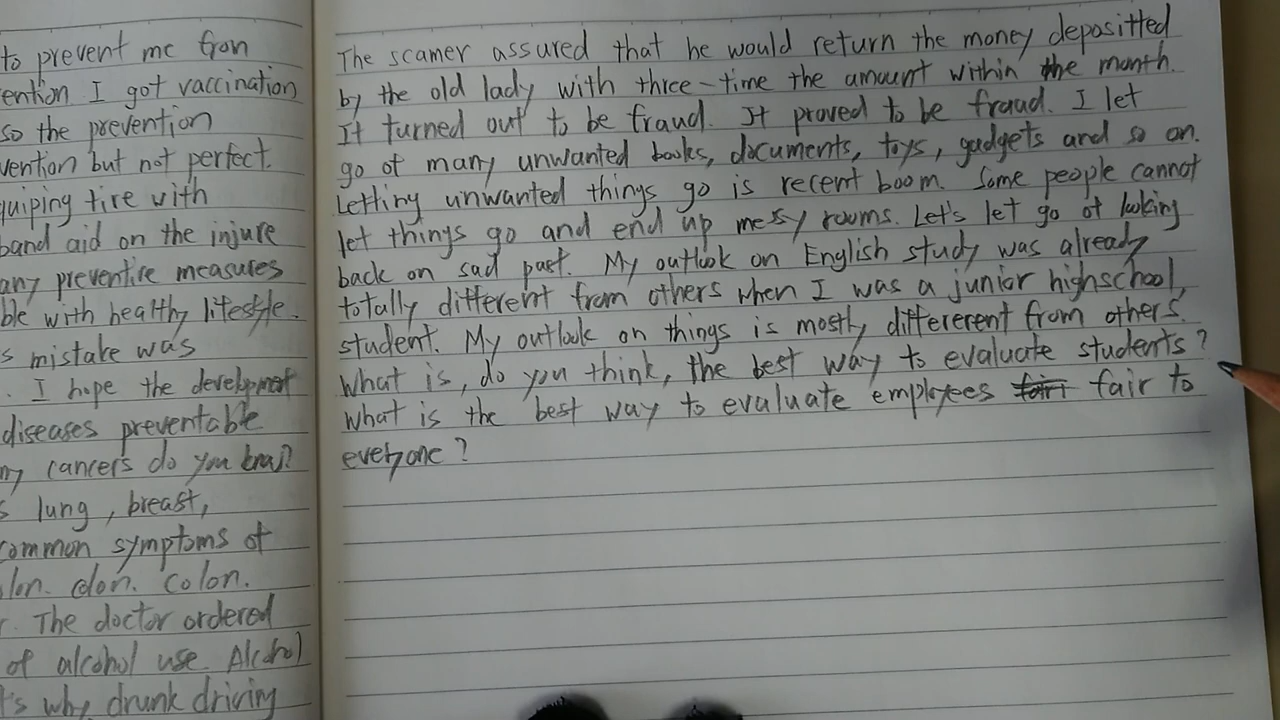 to prevent me from
ention I got vaccination
so the prevention
vention but not perfect.
quiping tire with
band aid on the injure
any preventive measures
ble with healthy lifestyle.
s mistake was
. I hope the development
diseases preventable
ny cancers do you know?
s lung, breast,
common symptoms of
lon. colon. colon.
r. The doctor ordered
of alcohol use. Alcohol
t's why drunk driving
The scamer assured that he would return the money depositted
by the old lady with three-time the amount within the month.
It turned out to be fraud. It proved to be fraud. I let
go of many unwanted books, documents, toys, gadgets and so on.
Letting unwanted things go is recent boom. Some people cannot
let things go and end up messy rooms. Let's let go of looking
back on sad past. My outlook on English study was already
totally different from others when I was a junior highschool,
student. My outlook on things is mostly differerent from others'.
What is, do you think, the best way to evaluate students?
What is the best way to evaluate employees fair fair to
everyone?